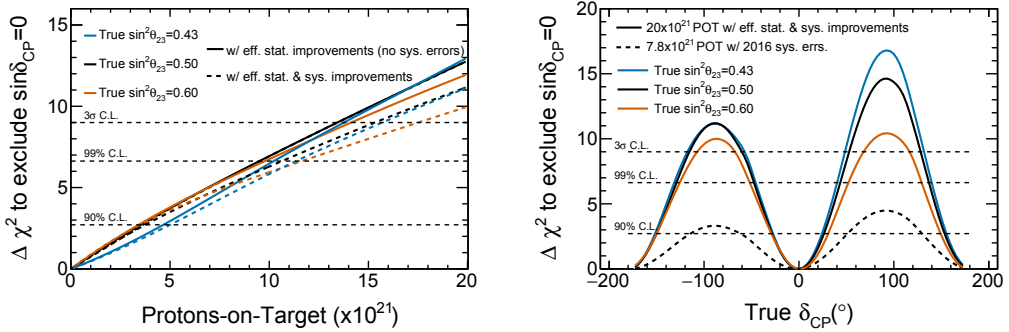 Δ χ² to exclude sinδCP=0
15
10
5
0
True sin²θ23=0.43
True sin²θ23=0.50
True sin²θ23=0.60
w/ eff. stat. improvements (no sys. errors)
w/ eff. stat. & sys. improvements
3σ C.L.
99% C.L.
90% C.L.
0 5 10 15 20
Protons-on-Target (x10²¹)
Δ χ² to exclude sinδCP=0
20
15
10
5
0
20x10²¹ POT w/ eff. stat. & sys. improvements
7.8x10²¹ POT w/ 2016 sys. errs.
True sin²θ23=0.43
True sin²θ23=0.50
True sin²θ23=0.60
3σ C.L.
99% C.L.
90% C.L.
−200 −100 0 100 200
True δCP(°)